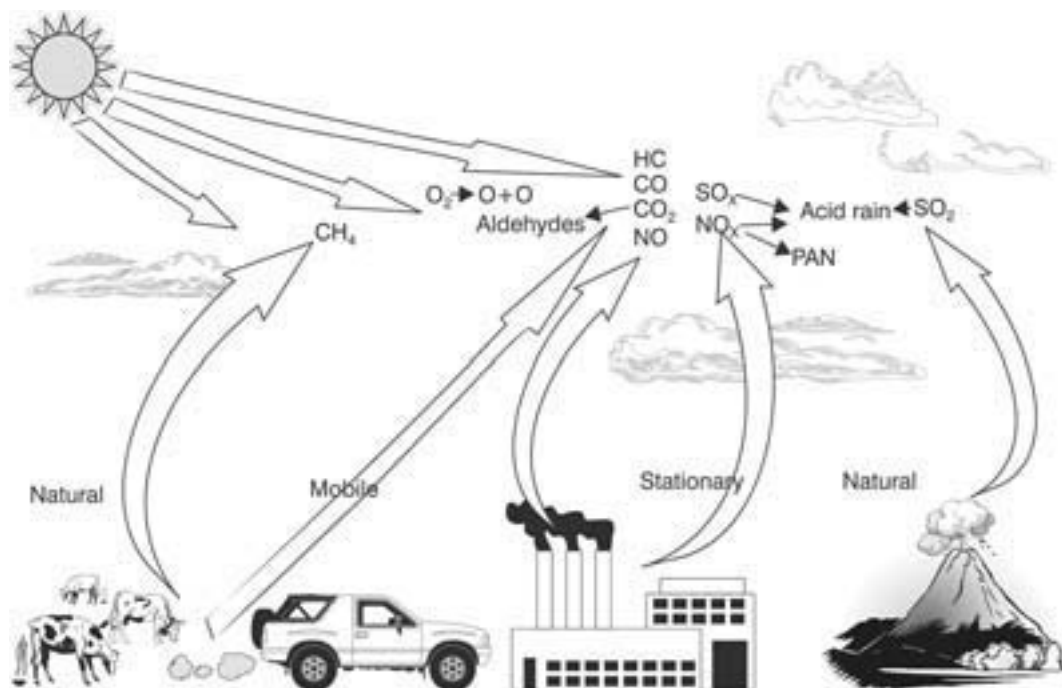 HC
CO
CO₂
NO
SOₓ
NOₓ
O₂ → O + O
Aldehydes
CH₄
Acid rain
SO₂
PAN
Natural
Mobile
Stationary
Natural